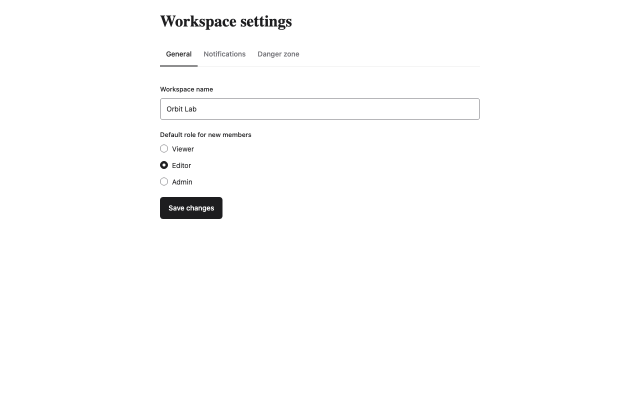 Workspace settings
General Notifications Danger zone
Workspace name
Orbit Lab
Default role for new members
Viewer
Editor
Admin
Save changes